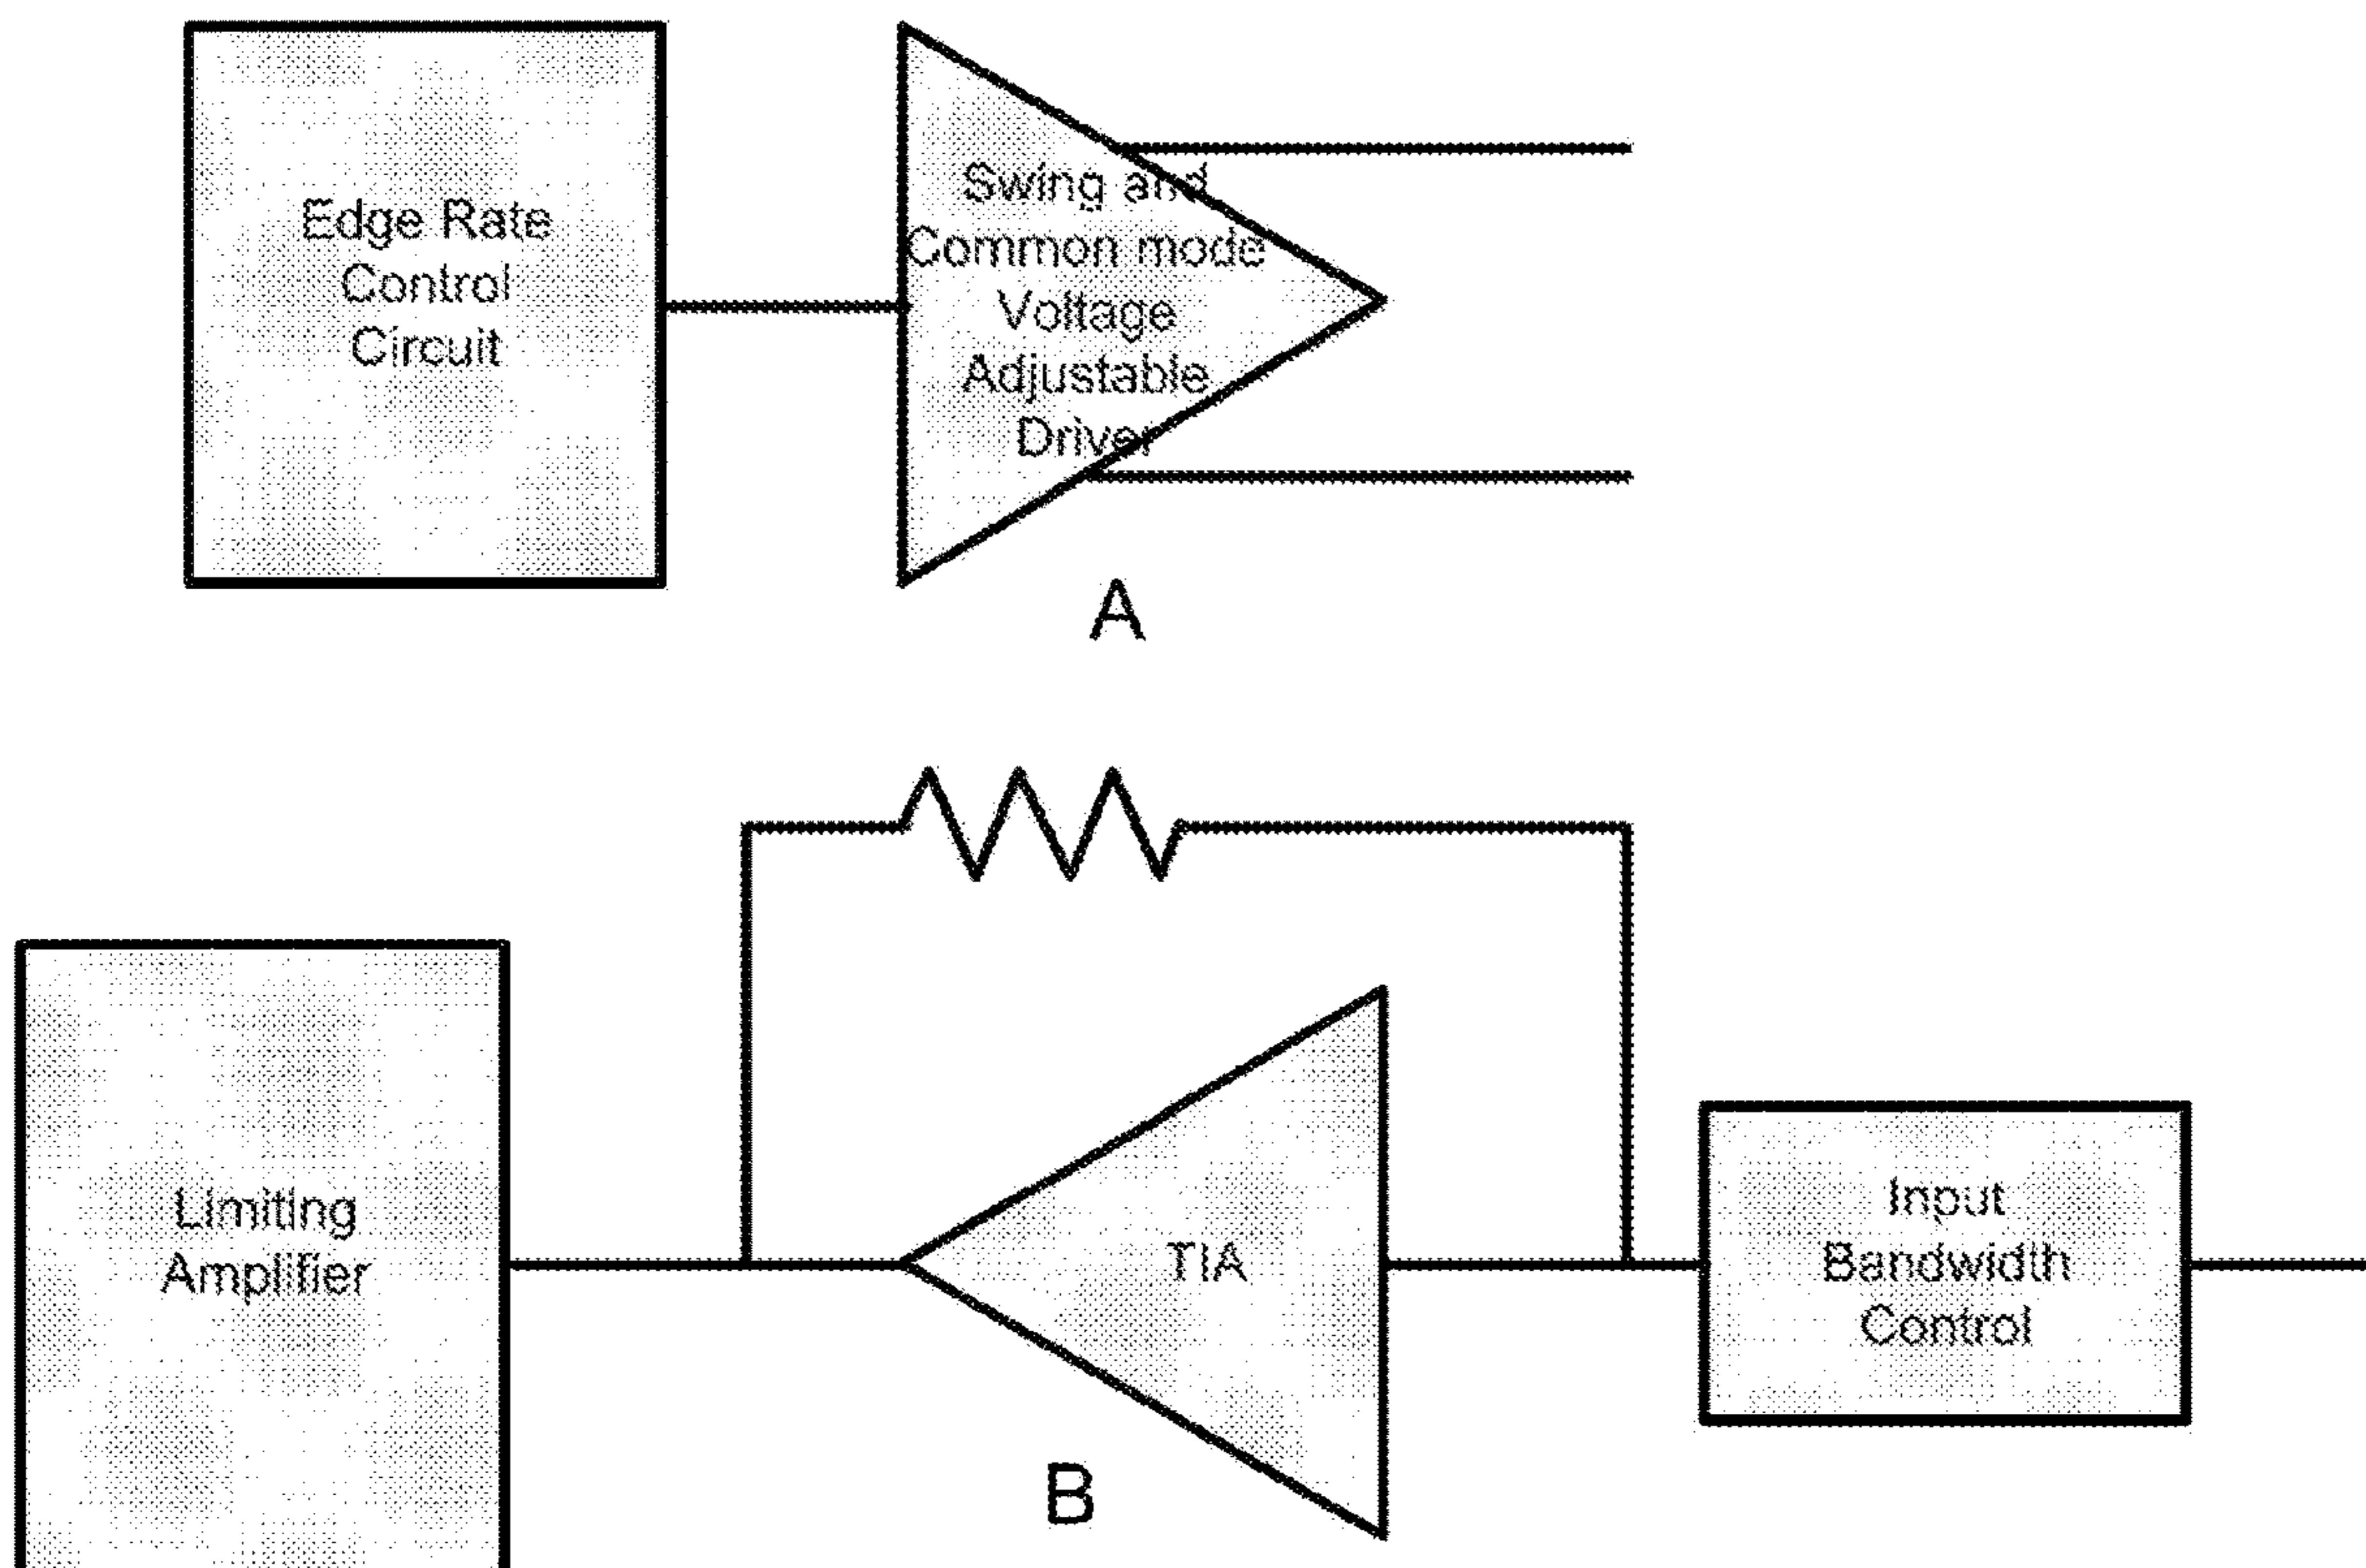 Edge Rate
Control
Circuit
Swing and
Common mode
Voltage
Adjustable
Driver
A
Limiting
Amplifier
TIA
Input
Bandwidth
Control
B